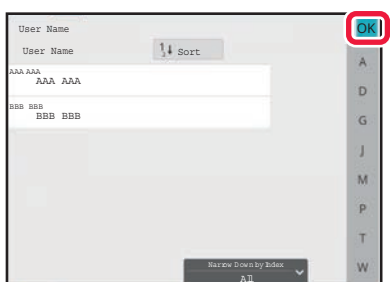 User Name
OK
User Name
Sort
A
AAA AAA
AAA AAA
D
BBB BBB
BBB BBB
G
J
M
P
T
Narrow Down by Index
W
All